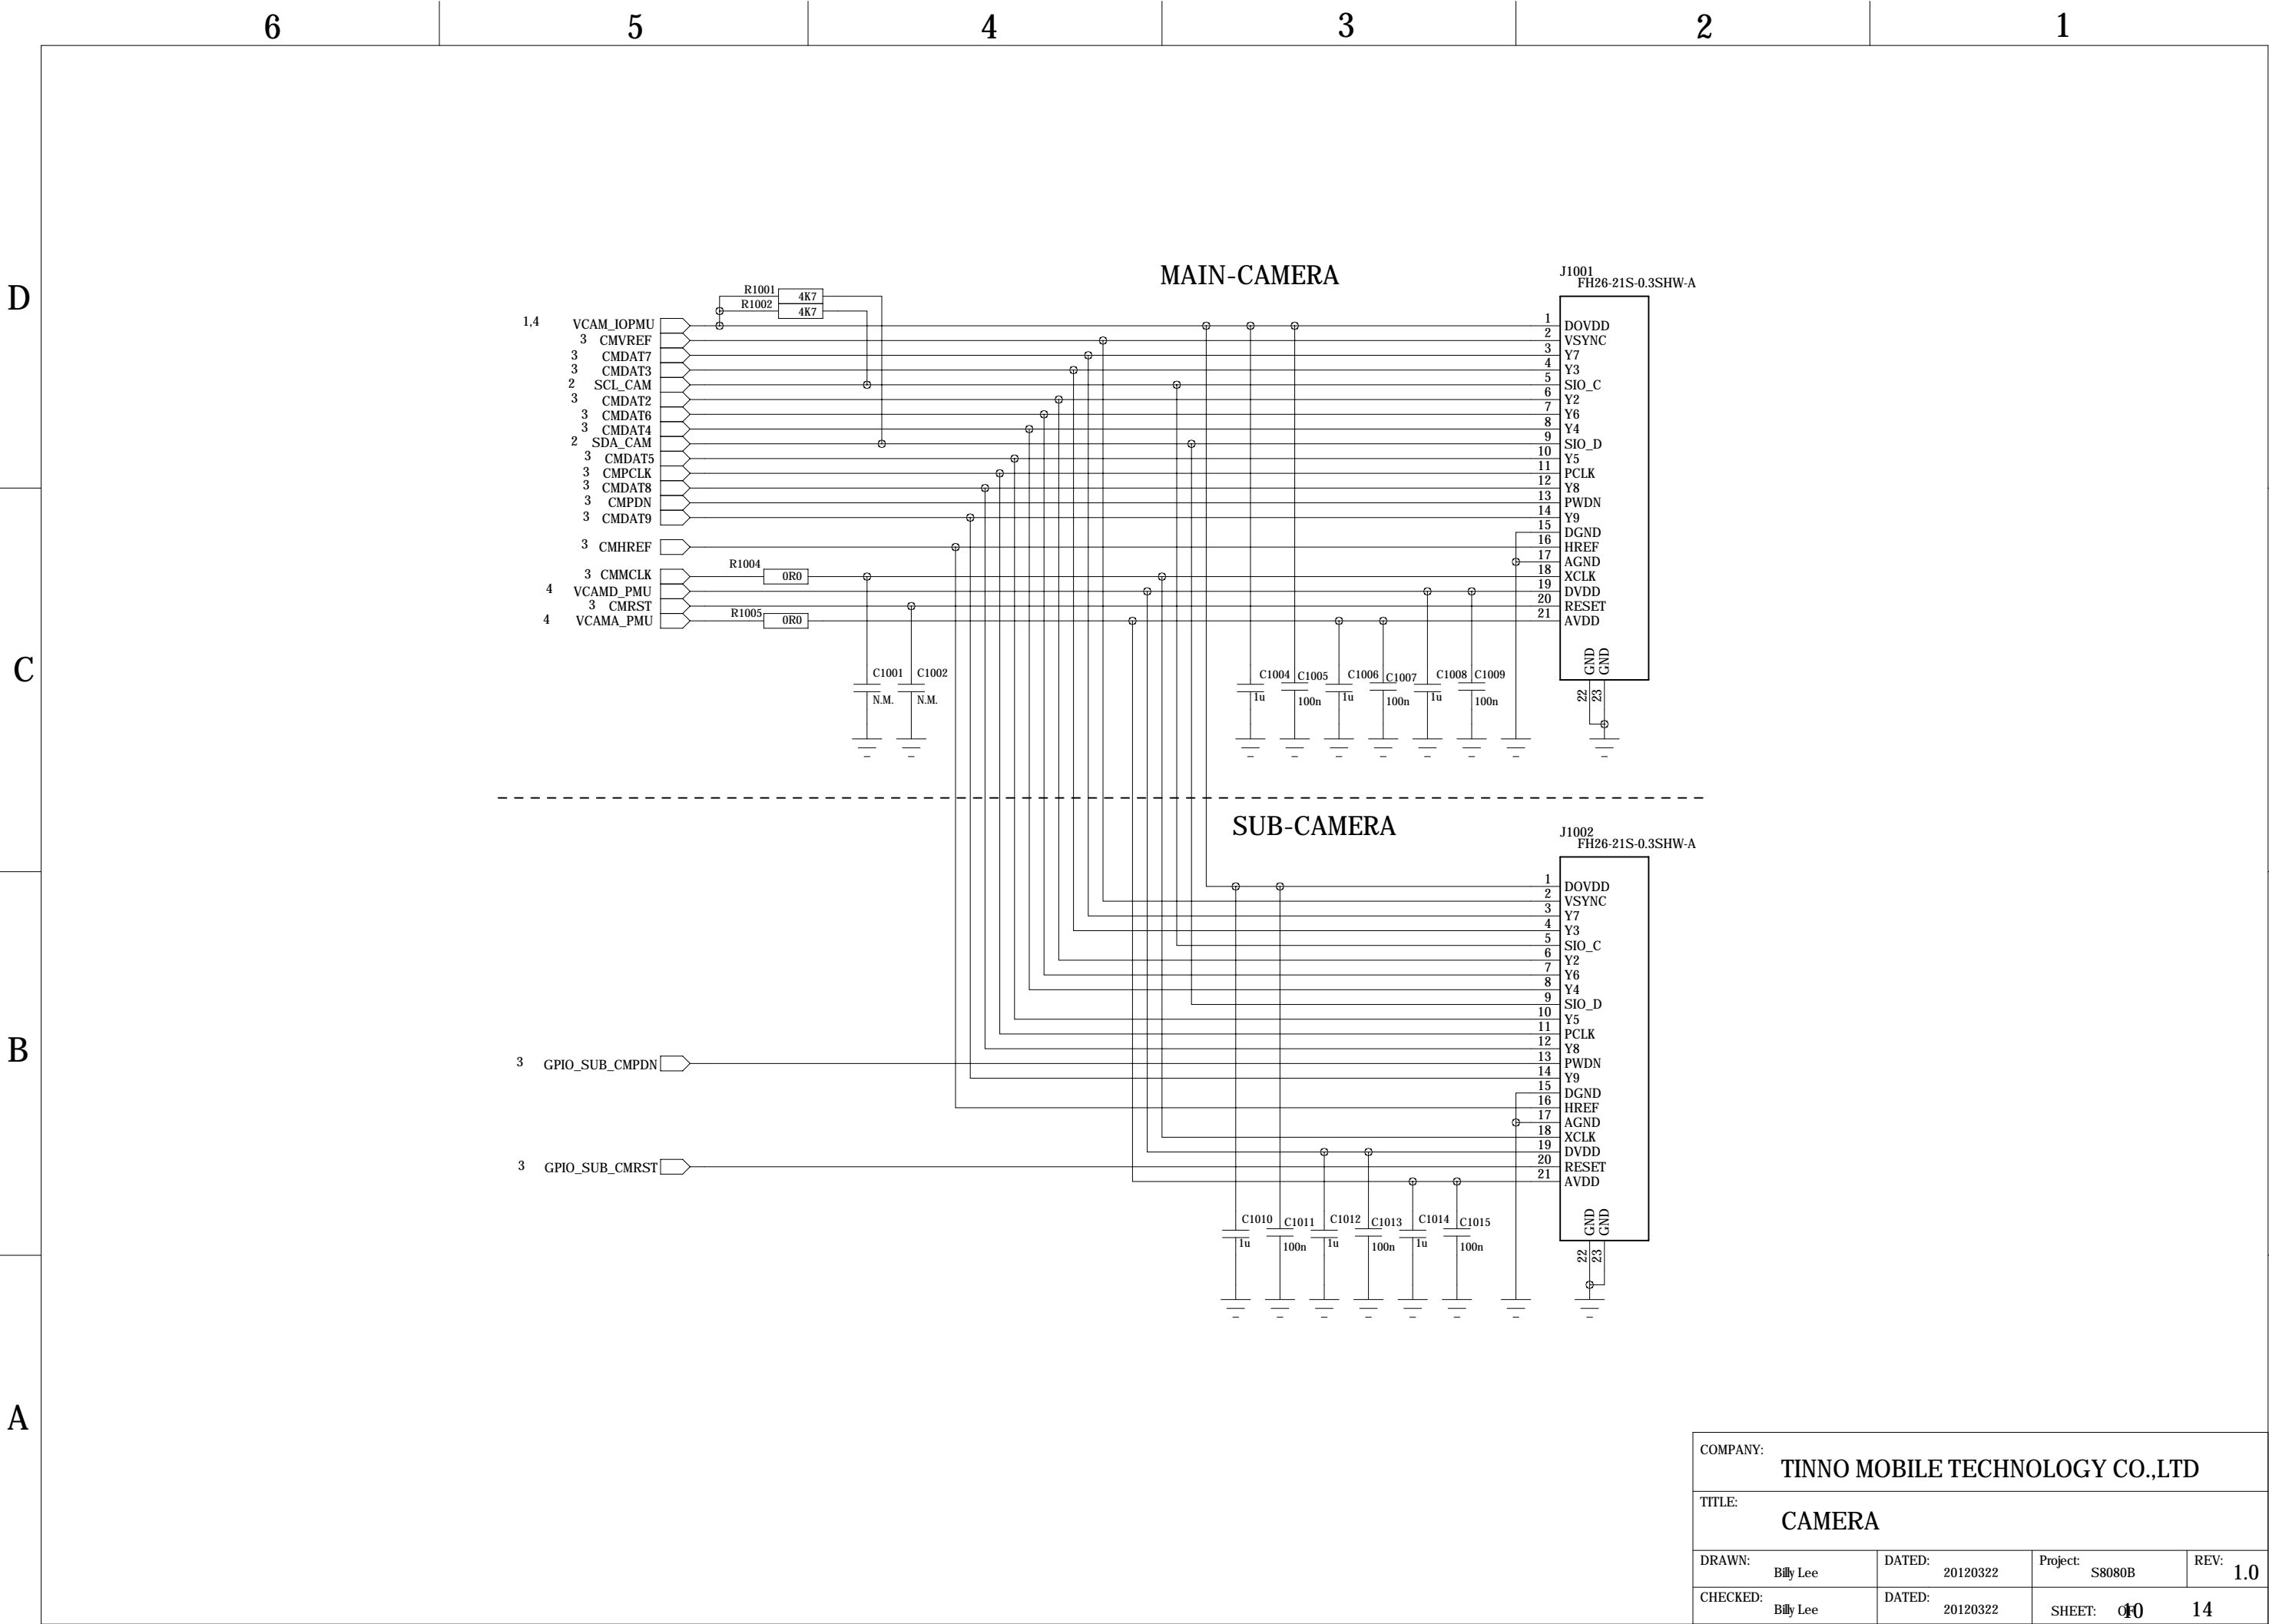 6 5 4 3 2 1
D
C
B
A
MAIN-CAMERA
R1001 4K7
R1002 4K7
1,4 VCAM_IOPMU
3 CMVREF
3 CMDAT7
3 CMDAT3
2 SCL_CAM
3 CMDAT2
3 CMDAT6
3 CMDAT4
2 SDA_CAM
3 CMDAT5
3 CMPCLK
3 CMDAT8
3 CMPDN
3 CMDAT9
3 CMHREF
3 CMMCLK
R1004 0R0
4 VCAMD_PMU
3 CMRST
4 VCAMA_PMU
R1005 0R0
J1001
FH26-21S-0.3SHW-A
1 DOVDD
2 VSYNC
3 Y7
4 Y3
5 SIO_C
6 Y2
7 Y6
8 Y4
9 SIO_D
10 Y5
11 PCLK
12 Y8
13 PWDN
14 Y9
15 DGND
16 HREF
17 AGND
18 XCLK
19 DVDD
20 RESET
21 AVDD
GND GND
22 23
C1001 N.M.
C1002 N.M.
C1004 1u
C1005 100n
C1006 1u
C1007 100n
C1008 1u
C1009 100n
SUB-CAMERA
J1002
FH26-21S-0.3SHW-A
1 DOVDD
2 VSYNC
3 Y7
4 Y3
5 SIO_C
6 Y2
7 Y6
8 Y4
9 SIO_D
10 Y5
11 PCLK
12 Y8
13 PWDN
14 Y9
15 DGND
16 HREF
17 AGND
18 XCLK
19 DVDD
20 RESET
21 AVDD
GND GND
22 23
3 GPIO_SUB_CMPDN
3 GPIO_SUB_CMRST
C1010 1u
C1011 100n
C1012 1u
C1013 100n
C1014 1u
C1015 100n
COMPANY:
TINNO MOBILE TECHNOLOGY CO.,LTD
TITLE:
CAMERA
DRAWN: Billy Lee DATED: 20120322 Project: S8080B REV: 1.0
CHECKED: Billy Lee DATED: 20120322 SHEET: 10 OF 14